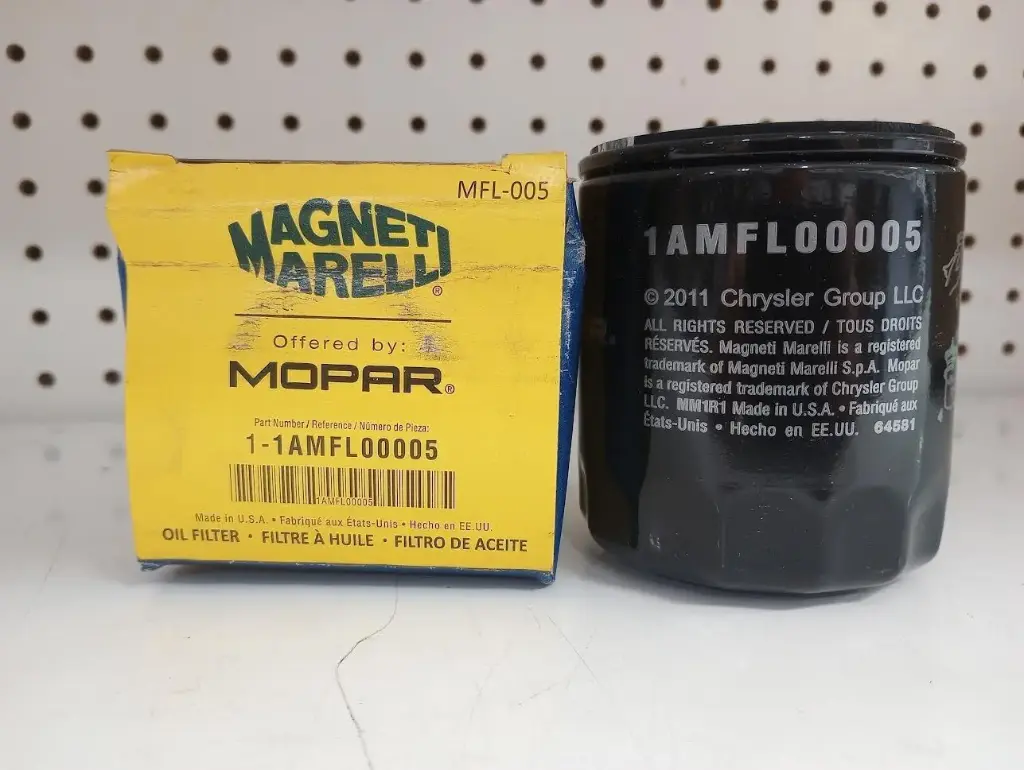 MFL-005
MAGNETI
MARELLI®
Offered by:
MOPAR®
Part Number / Reference / Número de Pieza:
1-1AMFL00005
1AMFL00005
Made in U.S.A. • Fabriqué aux États-Unis • Hecho en EE.UU.
OIL FILTER • FILTRE À HUILE • FILTRO DE ACEITE
1AMFL00005
© 2011 Chrysler Group LLC
ALL RIGHTS RESERVED / TOUS DROITS
RÉSERVÉS. Magneti Marelli is a registered
trademark of Magneti Marelli S.p.A. Mopar
is a registered trademark of Chrysler Group
LLC. MM1R1 Made in U.S.A. • Fabriqué aux
États-Unis • Hecho en EE.UU. 64581